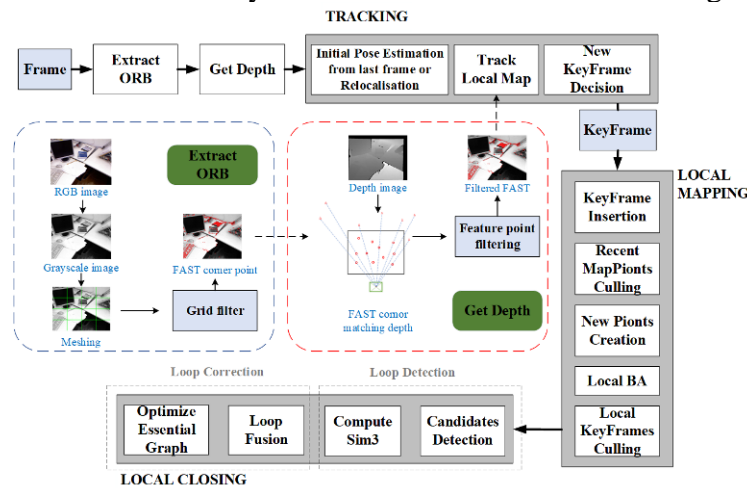 TRACKING
Frame
Extract
ORB
Get Depth
Initial Pose Estimation
from last frame or
Relocalisation
Track
Local Map
New
KeyFrame
Decision
KeyFrame
Extract
ORB
RGB image
Grayscale image
Meshing
FAST corner point
Grid filter
Depth image
FAST cornor
matching depth
Filtered FAST
Feature point
filtering
Get Depth
LOCAL
MAPPING
KeyFrame
Insertion
Recent
MapPionts
Culling
New Pionts
Creation
Local BA
Local
KeyFrames
Culling
Loop Correction
Loop Detection
Optimize
Essential
Graph
Loop
Fusion
Compute
Sim3
Candidates
Detection
LOCAL CLOSING